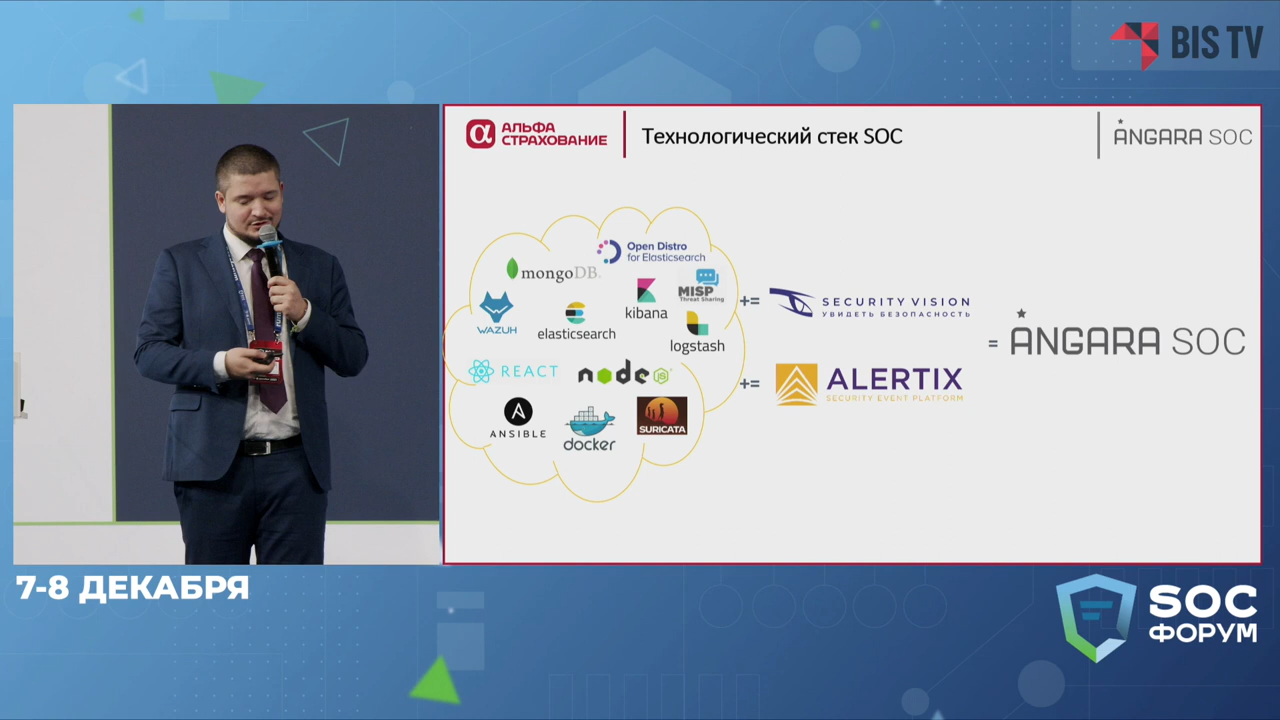 BIS TV
АЛЬФА
СТРАХОВАНИЕ
Технологический стек SOC
ANGARA SOC
Open Distro
for Elasticsearch
mongoDB.
MISP
Threat Sharing
kibana
WAZUH
elasticsearch
logstash
+=
SECURITY VISION
УВИДЕТЬ БЕЗОПАСНОСТЬ
=
ANGARA SOC
REACT
node
JS
+=
ALERTIX
SECURITY EVENT PLATFORM
ANSIBLE
docker
SURICATA
7-8 ДЕКАБРЯ
SOC
ФОРУМ